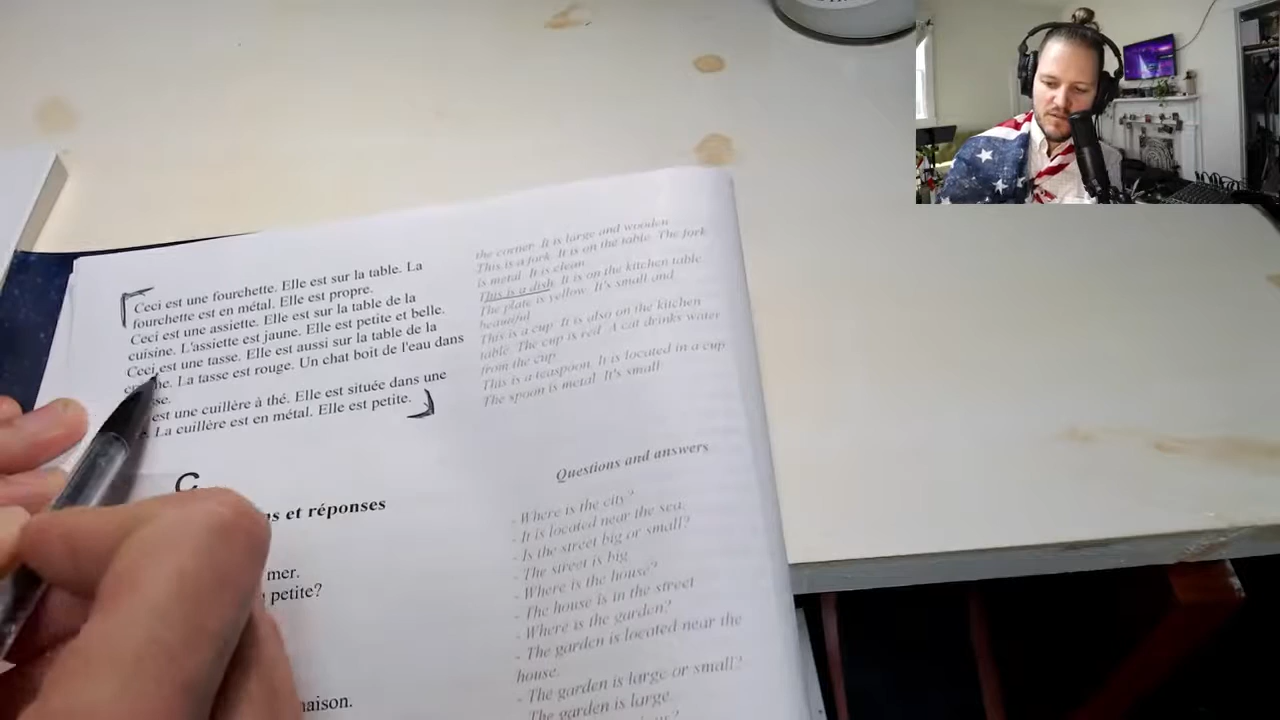 Ceci est une fourchette. Elle est sur la table. La
fourchette est en métal. Elle est propre.
Ceci est une assiette. Elle est sur la table de la
cuisine. L'assiette est jaune. Elle est petite et belle.
Ceci est une tasse. Elle est aussi sur la table de la
La tasse est rouge. Un chat boit de l'eau dans
est une cuillère à thé. Elle est située dans une
La cuillère est en métal. Elle est petite.
C
et réponses
mer.
petite?
the corner. It is large and wooden
This is a fork. It is on the table. The fork
is metal. It is clean
This is a dish. It is on the kitchen table
The plate is yellow. It's small and
beautiful
This is a cup. It is also on the kitchen
table. The cup is red. A cat drinks water
from the cup
This is a teaspoon. It is located in a cup
The spoon is metal. It's small
Questions and answers
- Where is the city?
- It is located near the sea.
- Is the street big or small?
- The street is big
- Where is the house?
- The house is in the street
- Where is the garden?
- The garden is located near the
house.
- The garden is large or small?
- The garden is large.